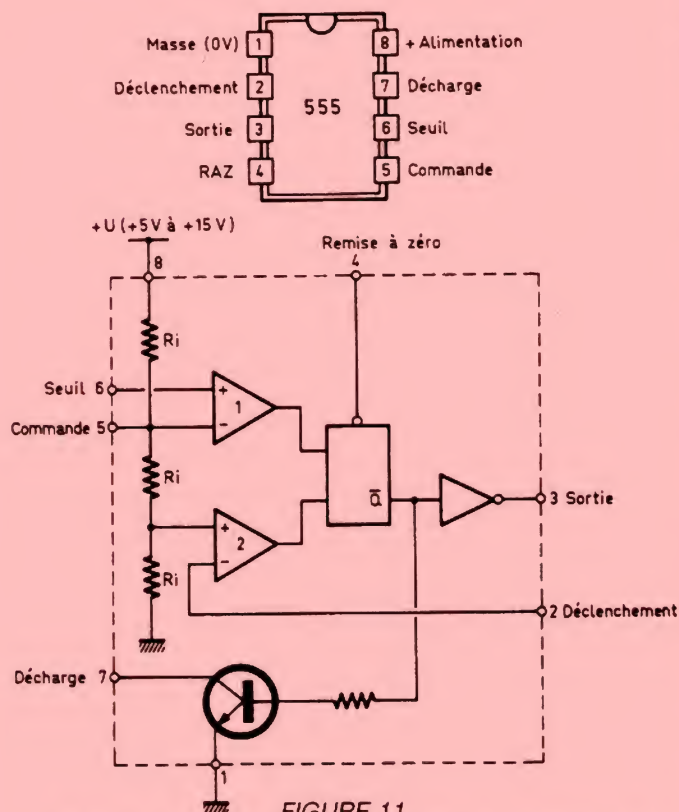 Masse (0V) 1
8 + Alimentation
Déclenchement 2
7 Décharge
555
Sortie 3
6 Seuil
RAZ 4
5 Commande
+U (+5V à +15V)
8
Remise à zéro
4
Ri
Seuil 6
+
1
Commande 5
-
Ri
Q̅
3 Sortie
+
2
-
Ri
2 Déclenchement
Décharge 7
1
FIGURE 11